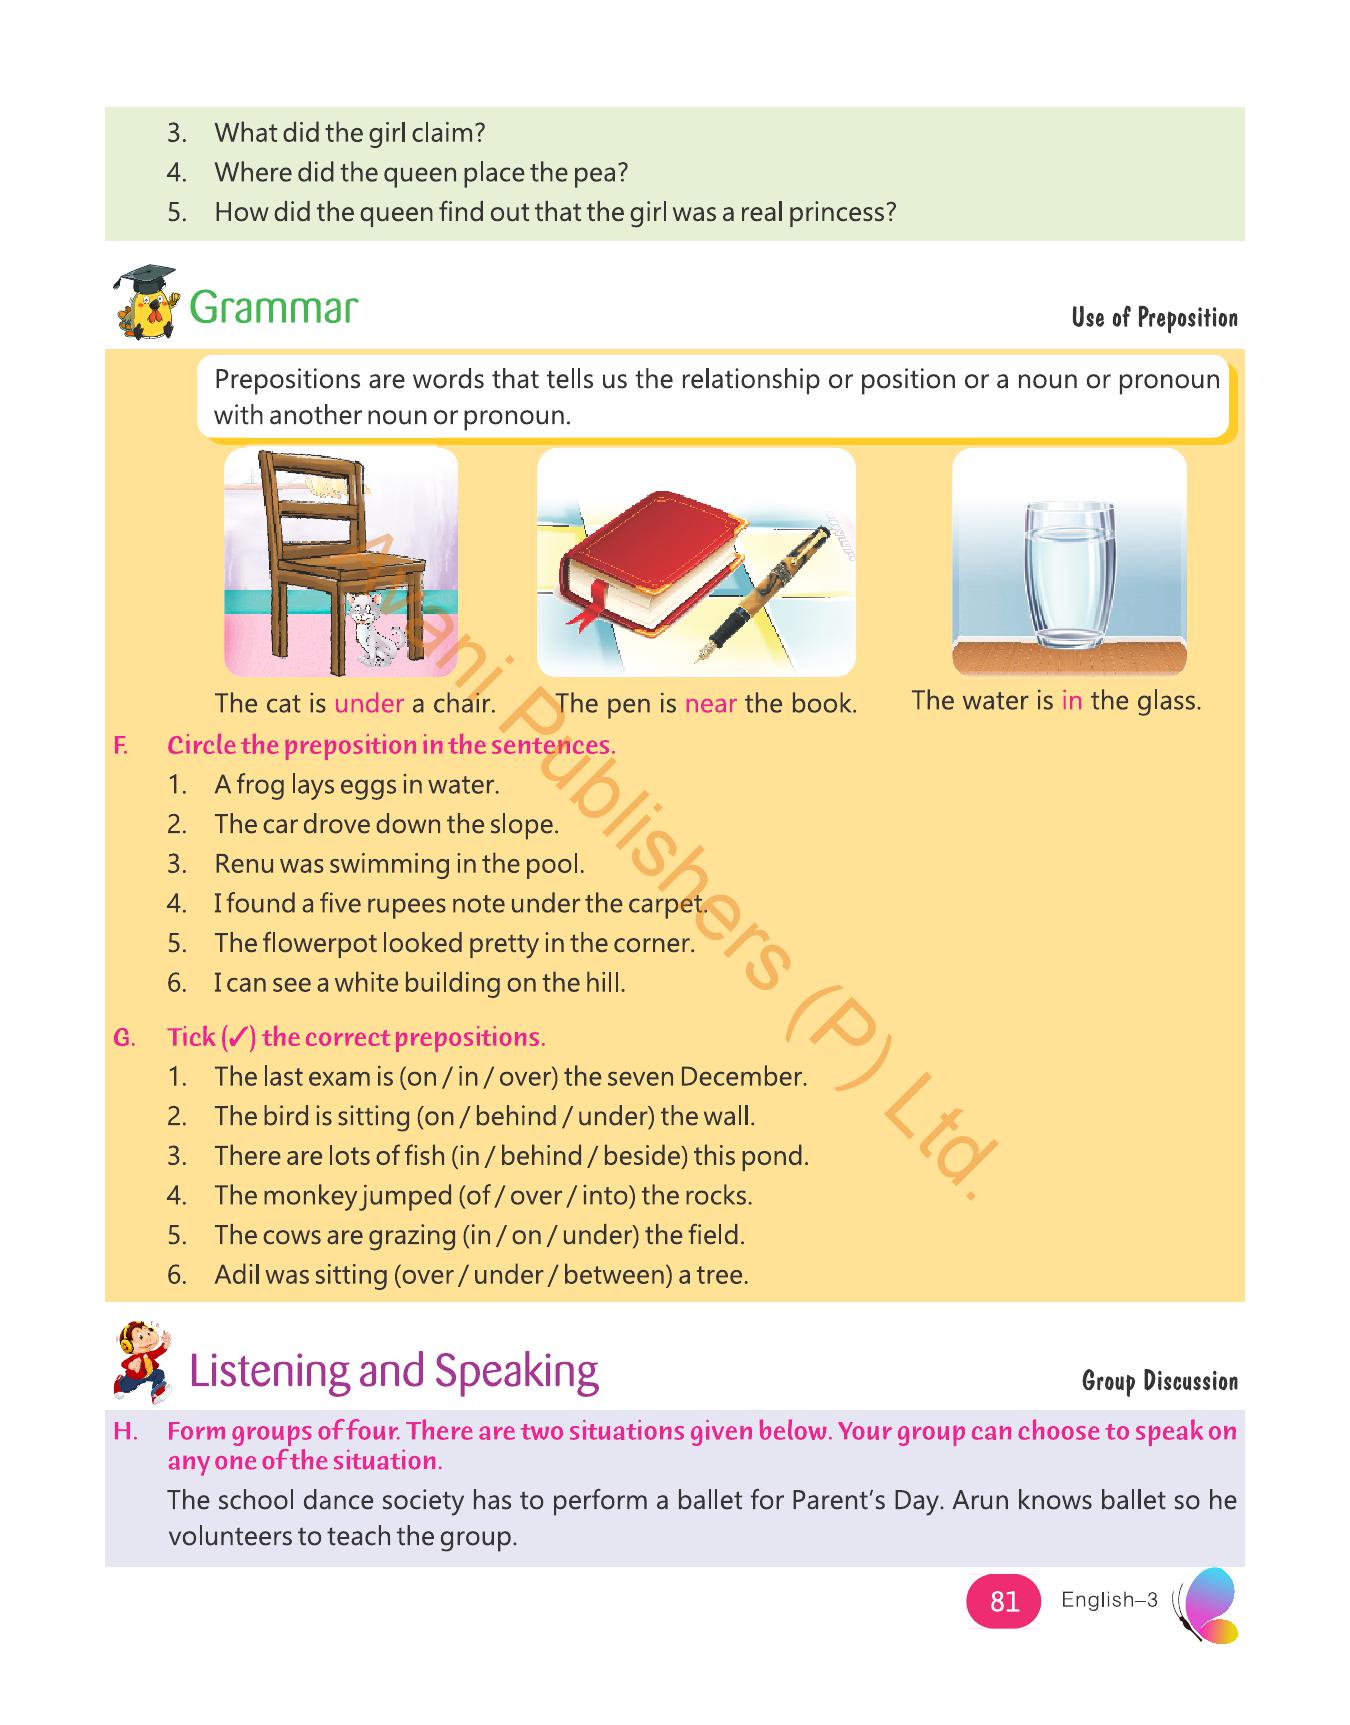 3. What did the girl claim?
4. Where did the queen place the pea?
5. How did the queen find out that the girl was a real princess?
Grammar
Use of Preposition
Prepositions are words that tells us the relationship or position or a noun or pronoun
with another noun or pronoun.
The cat is under a chair.
The pen is near the book.
The water is in the glass.
F. Circle the preposition in the sentences.
1. A frog lays eggs in water.
2. The car drove down the slope.
3. Renu was swimming in the pool.
4. I found a five rupees note under the carpet.
5. The flowerpot looked pretty in the corner.
6. I can see a white building on the hill.
G. Tick (✓) the correct prepositions.
1. The last exam is (on / in / over) the seven December.
2. The bird is sitting (on / behind / under) the wall.
3. There are lots of fish (in / behind / beside) this pond.
4. The monkey jumped (of / over / into) the rocks.
5. The cows are grazing (in / on / under) the field.
6. Adil was sitting (over / under / between) a tree.
Listening and Speaking
Group Discussion
H. Form groups of four. There are two situations given below. Your group can choose to speak on
any one of the situation.
The school dance society has to perform a ballet for Parent's Day. Arun knows ballet so he
volunteers to teach the group.
81 English–3
Avani Publishers (P) Ltd.